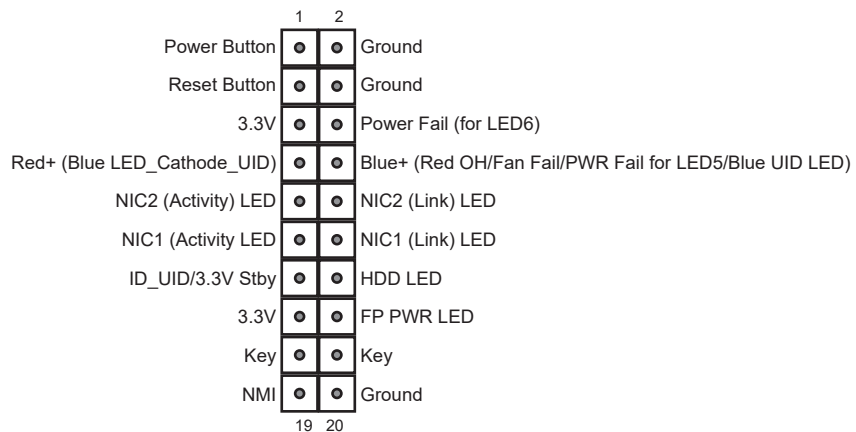 1 2
Power Button Ground
Reset Button Ground
3.3V Power Fail (for LED6)
Red+ (Blue LED_Cathode_UID) Blue+ (Red OH/Fan Fail/PWR Fail for LED5/Blue UID LED)
NIC2 (Activity) LED NIC2 (Link) LED
NIC1 (Activity LED NIC1 (Link) LED
ID_UID/3.3V Stby HDD LED
3.3V FP PWR LED
Key Key
NMI Ground
19 20